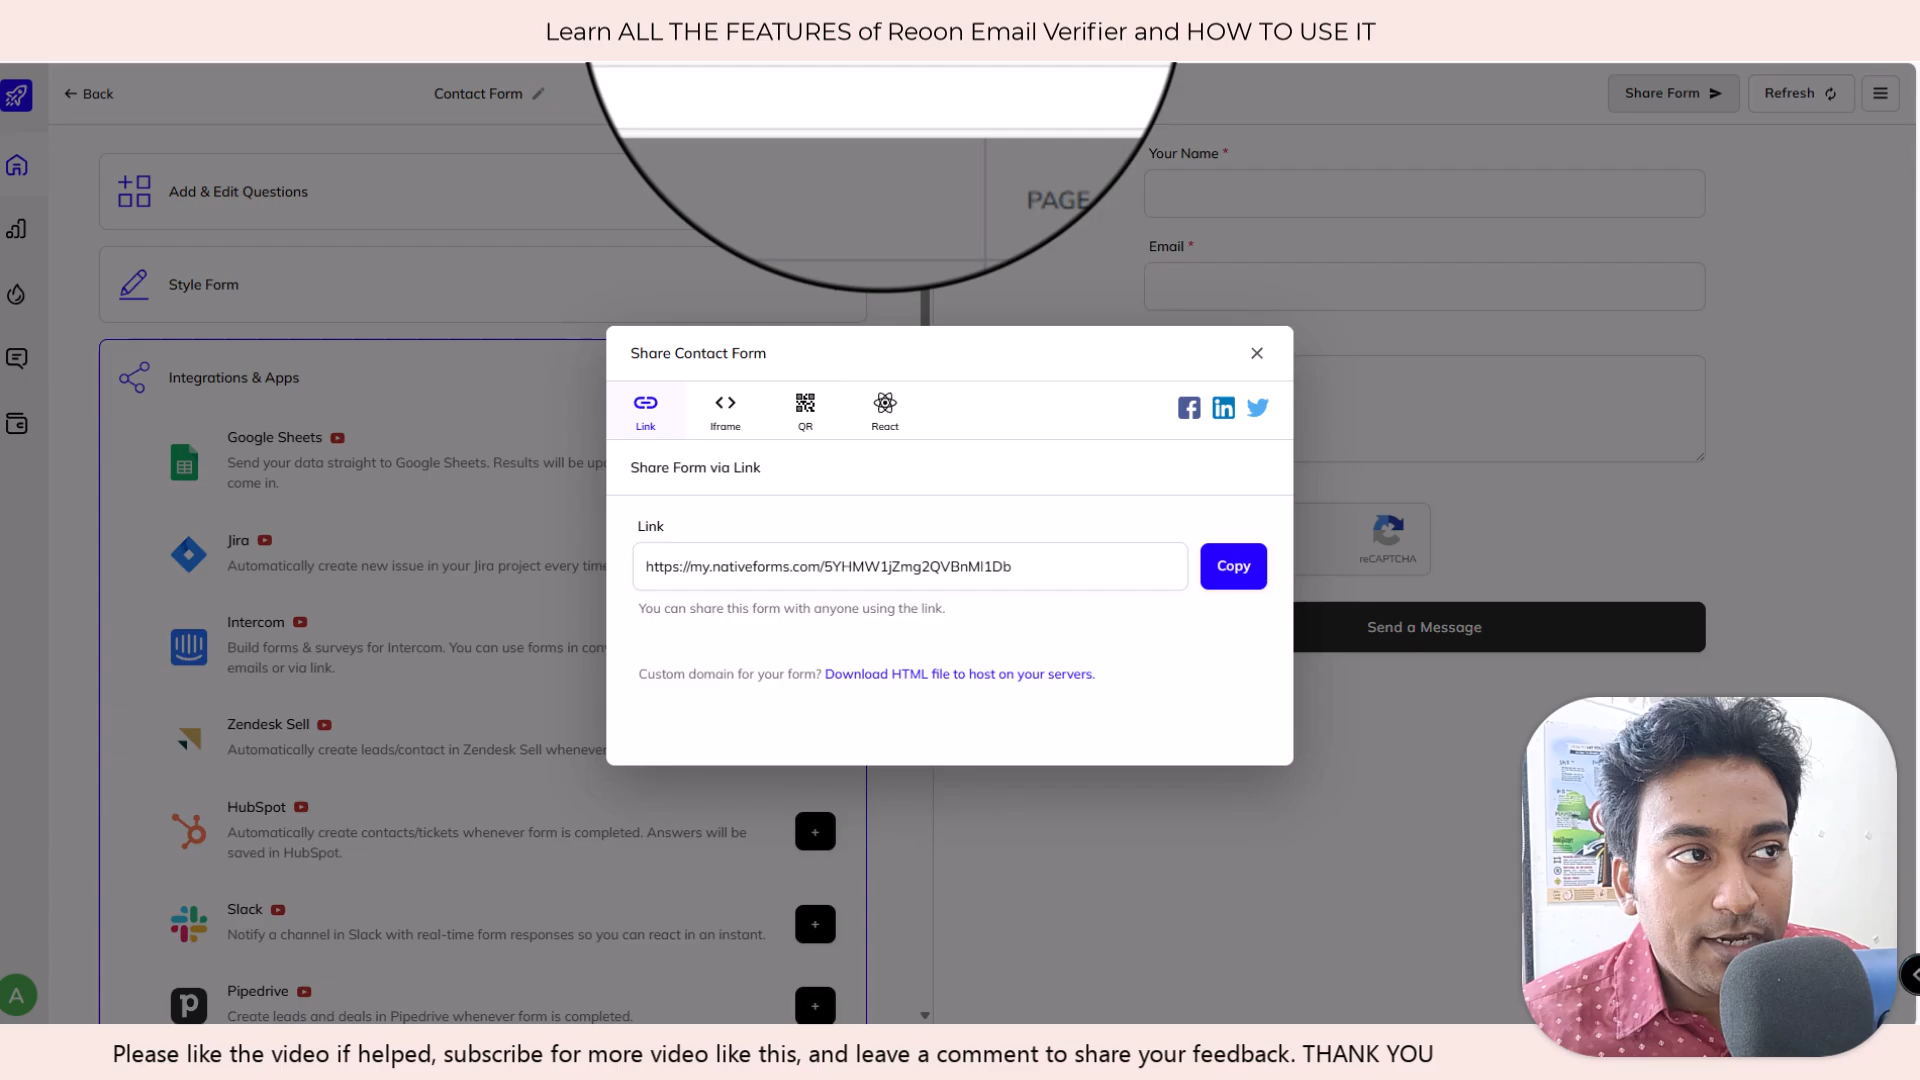 Learn ALL THE FEATURES of Reoon Email Verifier and HOW TO USE IT
Back
Contact Form
Share Form
Refresh
Add & Edit Questions
Style Form
Integrations & Apps
Google Sheets
Send your data straight to Google Sheets. Results will be
come in.
Jira
Automatically create new issue in your Jira project every time
Intercom
Build forms & surveys for Intercom. You can use forms in
emails or via link.
Zendesk Sell
Automatically create leads/contact in Zendesk Sell whenever
HubSpot
Automatically create contacts/tickets whenever form is completed. Answers will be
saved in HubSpot.
+
Slack
Notify a channel in Slack with real-time form responses so you can react in an instant.
+
Pipedrive
Create leads and deals in Pipedrive whenever form is completed.
+
A
PAGE
Share Contact Form
Link
Iframe
QR
React
Share Form via Link
Link
https://my.nativeforms.com/5YHMW1jZmg2QVBnMl1Db
Copy
You can share this form with anyone using the link.
Custom domain for your form? Download HTML file to host on your servers.
Your Name *
Email *
reCAPTCHA
Send a Message
Please like the video if helped, subscribe for more video like this, and leave a comment to share your feedback. THANK YOU